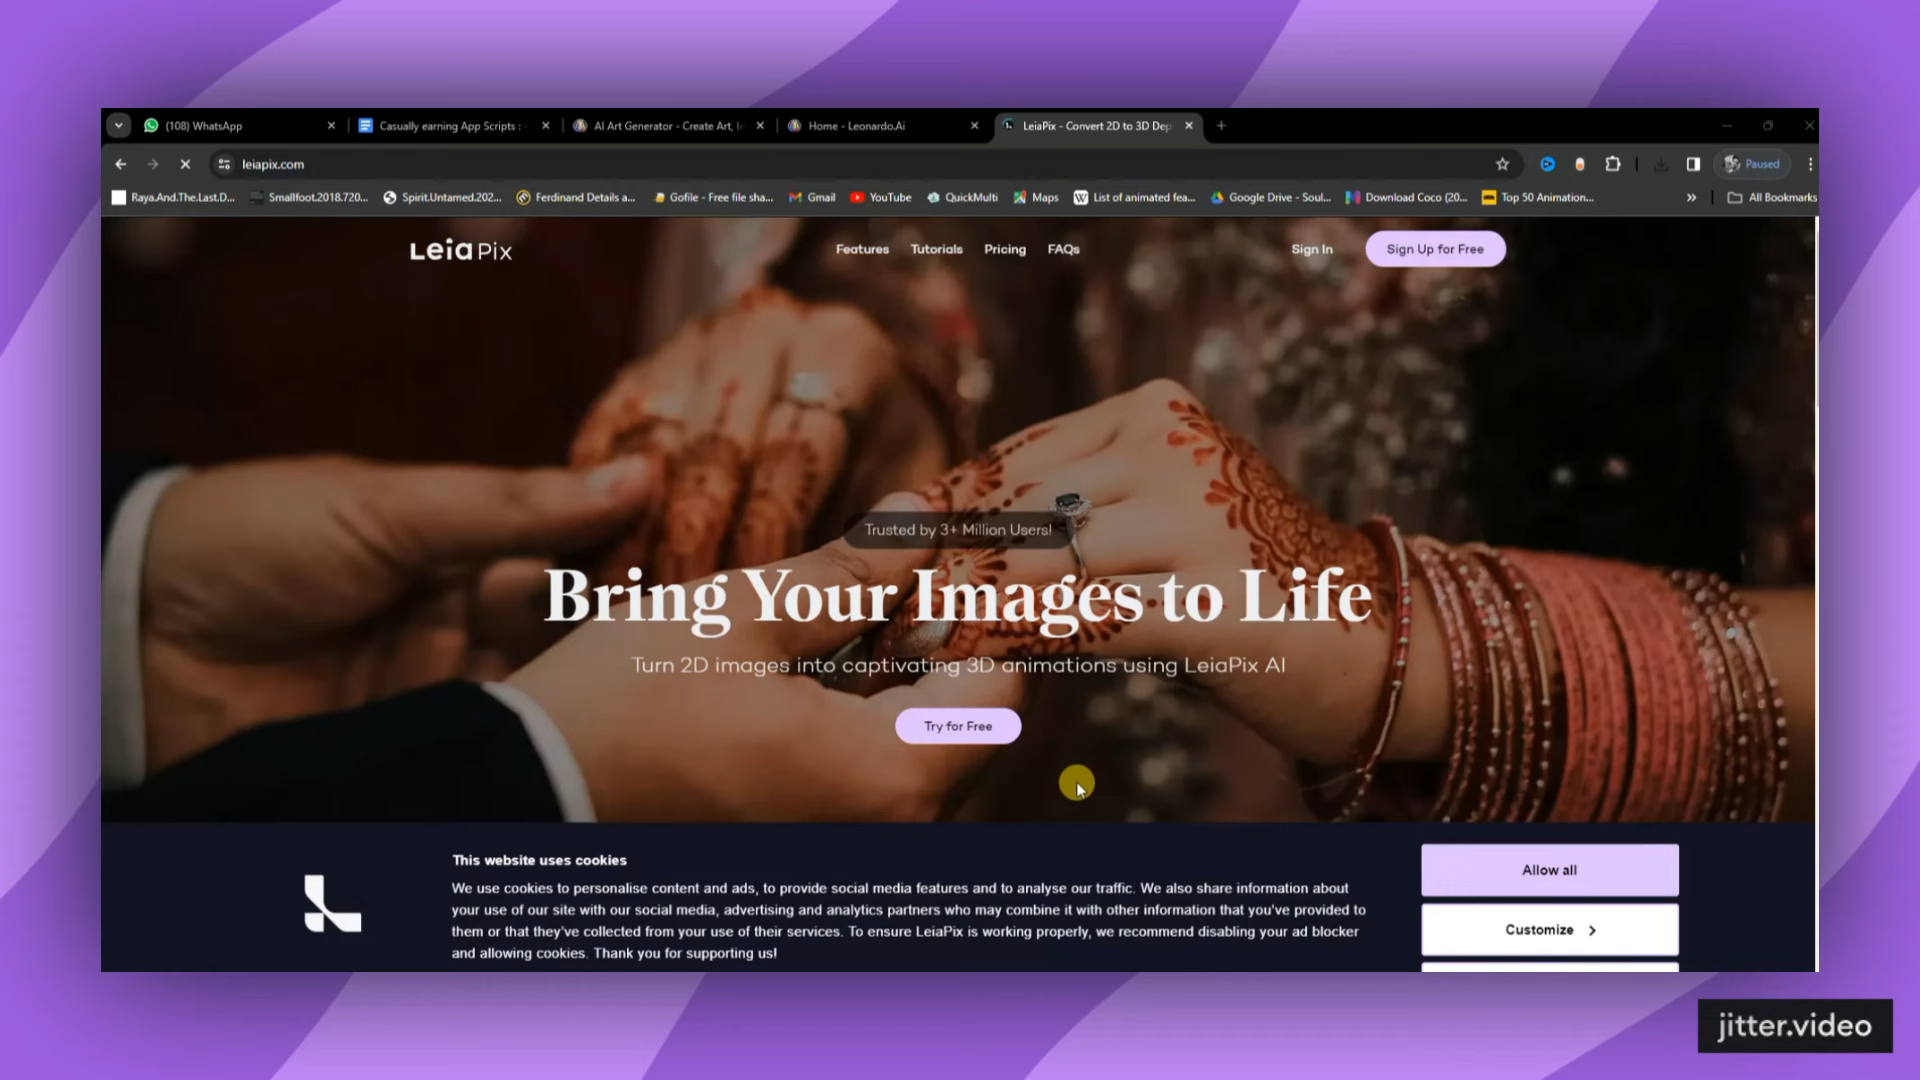 (108) WhatsApp
Casually earning App Scripts : -
AI Art Generator - Create Art, I
Home - Leonardo.Ai
LeiaPix - Convert 2D to 3D Dep
leiapix.com
Paused
Raya.And.The.Last.D...
Smallfoot.2018.720...
Spirit.Untamed.202...
Ferdinand Details a...
Gofile - Free file sha...
Gmail
YouTube
QuickMulti
Maps
List of animated fea...
Google Drive - Soul...
Download Coco (20...
Top 50 Animation...
All Bookmarks
Leia Pix
Features
Tutorials
Pricing
FAQs
Sign In
Sign Up for Free
Trusted by 3+ Million Users!
Bring Your Images to Life
Turn 2D images into captivating 3D animations using LeiaPix AI
Try for Free
This website uses cookies
We use cookies to personalise content and ads, to provide social media features and to analyse our traffic. We also share information about
your use of our site with our social media, advertising and analytics partners who may combine it with other information that you've provided to
them or that they've collected from your use of their services. To ensure LeiaPix is working properly, we recommend disabling your ad blocker
and allowing cookies. Thank you for supporting us!
Allow all
Customize
jitter.video